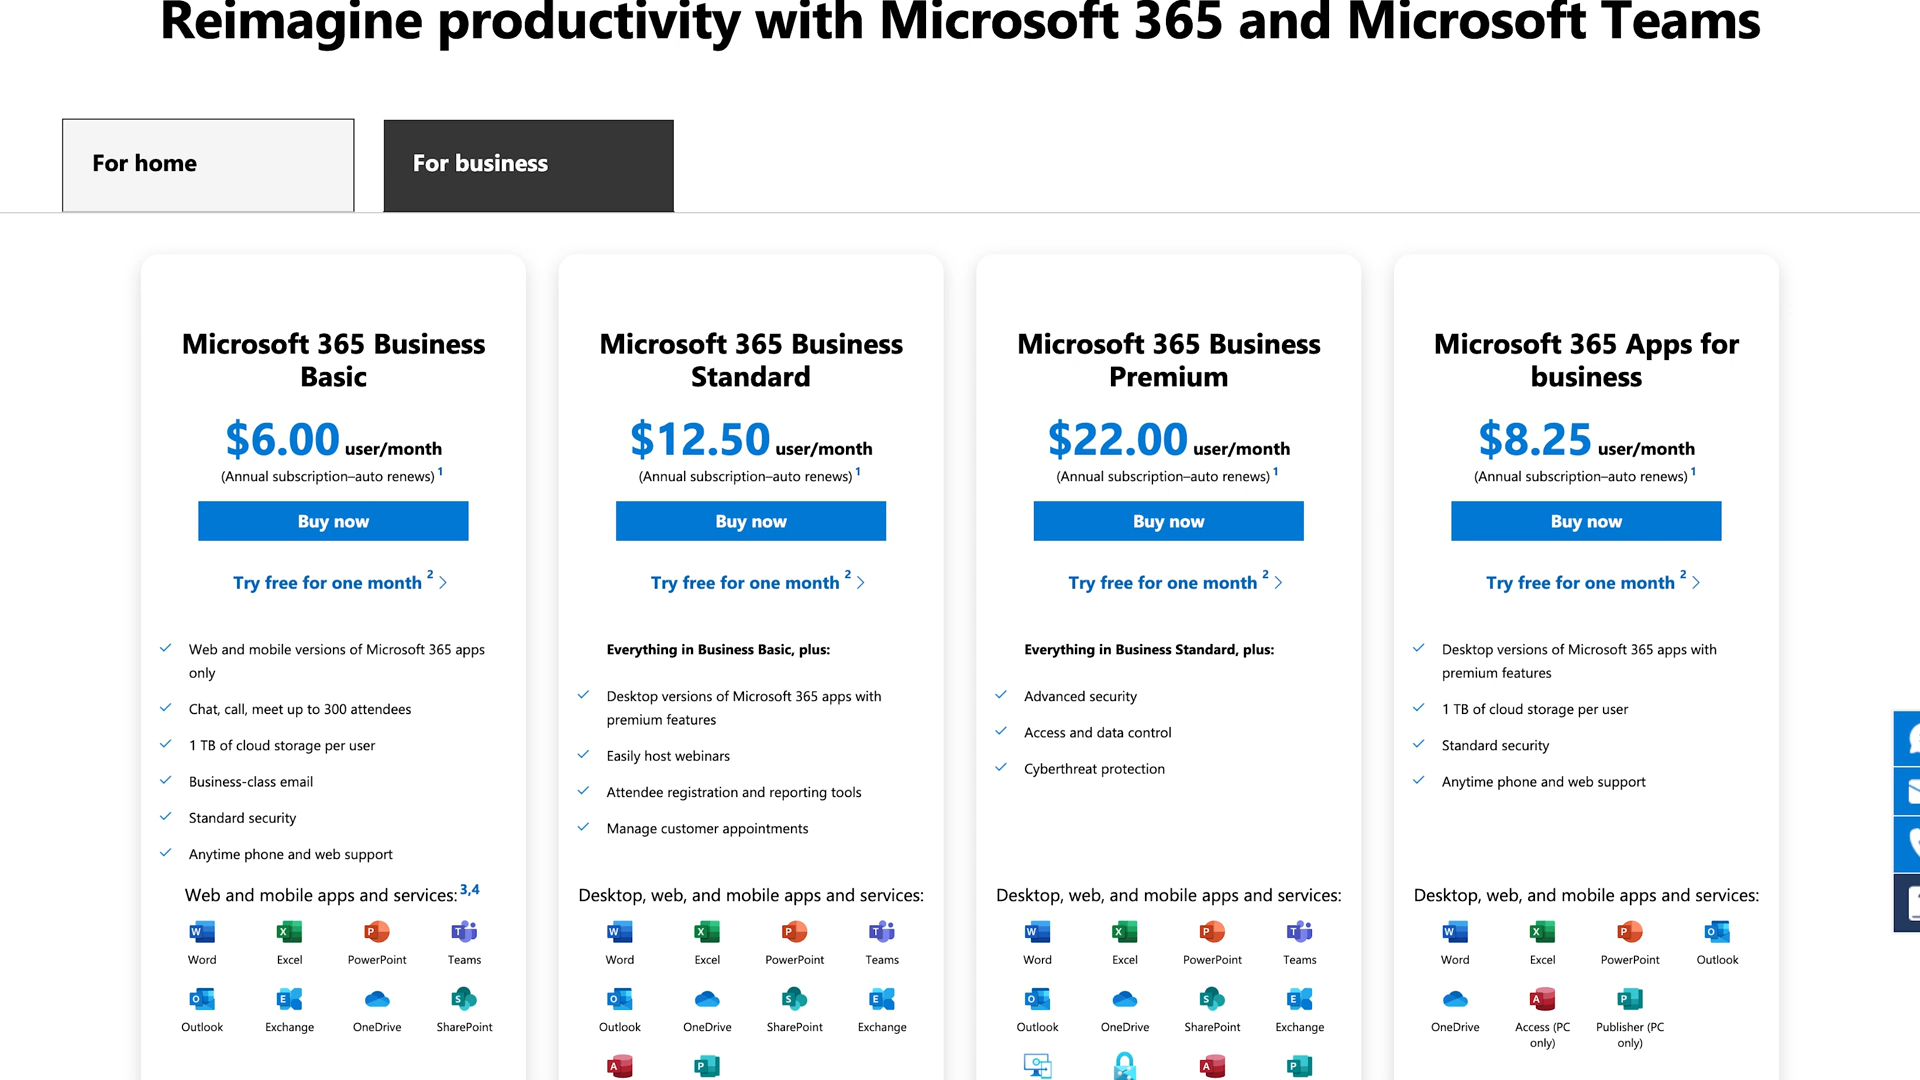 Reimagine productivity with Microsoft 365 and Microsoft Teams
For home
For business
Microsoft 365 Business
Basic
$6.00 user/month
(Annual subscription–auto renews) 1
Buy now
Try free for one month 2
Web and mobile versions of Microsoft 365 apps
only
Chat, call, meet up to 300 attendees
1 TB of cloud storage per user
Business-class email
Standard security
Anytime phone and web support
Web and mobile apps and services: 3,4
Word Excel PowerPoint Teams
Outlook Exchange OneDrive SharePoint
Microsoft 365 Business
Standard
$12.50 user/month
(Annual subscription–auto renews) 1
Buy now
Try free for one month 2
Everything in Business Basic, plus:
Desktop versions of Microsoft 365 apps with
premium features
Easily host webinars
Attendee registration and reporting tools
Manage customer appointments
Desktop, web, and mobile apps and services:
Word Excel PowerPoint Teams
Outlook OneDrive SharePoint Exchange
Microsoft 365 Business
Premium
$22.00 user/month
(Annual subscription–auto renews) 1
Buy now
Try free for one month 2
Everything in Business Standard, plus:
Advanced security
Access and data control
Cyberthreat protection
Desktop, web, and mobile apps and services:
Word Excel PowerPoint Teams
Outlook OneDrive SharePoint Exchange
Microsoft 365 Apps for
business
$8.25 user/month
(Annual subscription–auto renews) 1
Buy now
Try free for one month 2
Desktop versions of Microsoft 365 apps with
premium features
1 TB of cloud storage per user
Standard security
Anytime phone and web support
Desktop, web, and mobile apps and services:
Word Excel PowerPoint Outlook
OneDrive Access (PC only) Publisher (PC only)